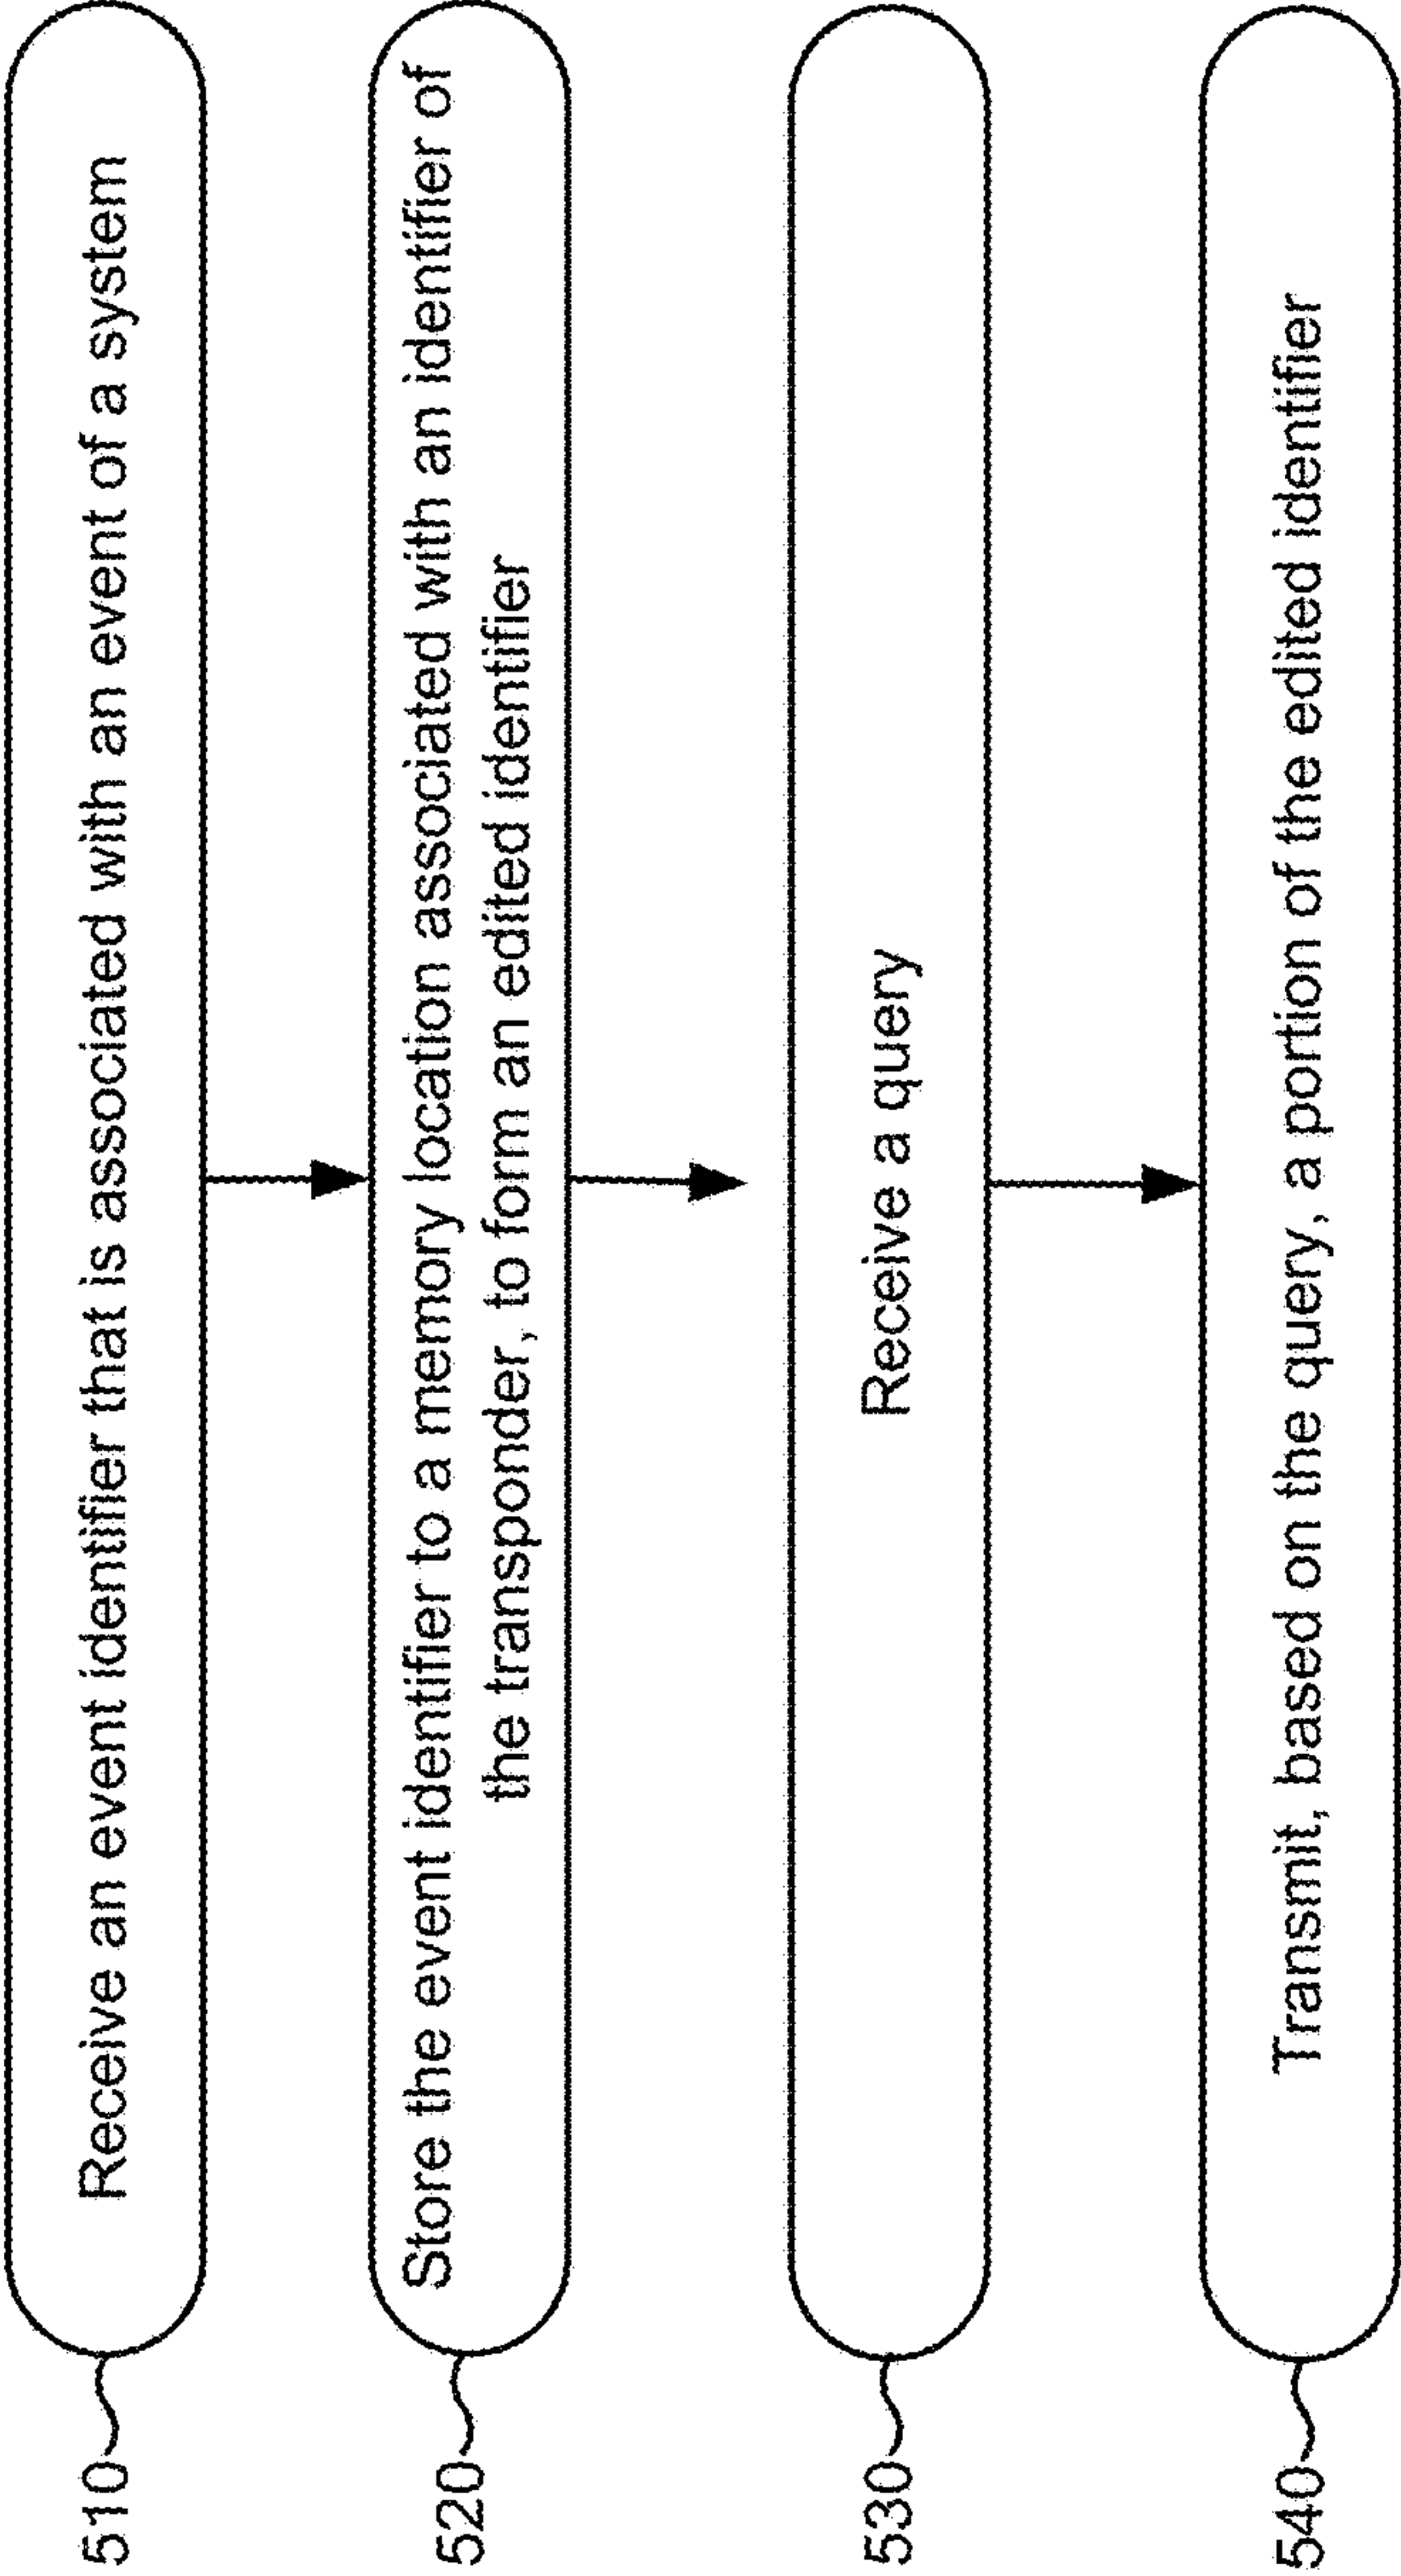 510
Receive an event identifier that is associated with an event of a system
520
Store the event identifier to a memory location associated with an identifier of
the transponder, to form an edited identifier
530
Receive a query
540
Transmit, based on the query, a portion of the edited identifier